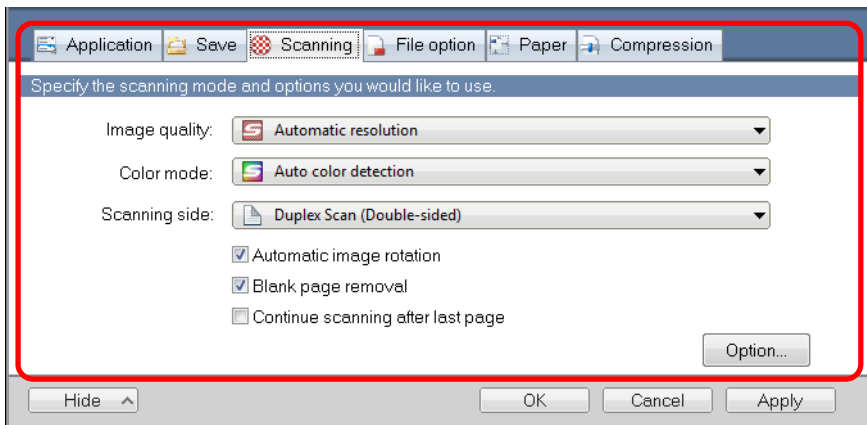 Application Save Scanning File option Paper Compression
Specify the scanning mode and options you would like to use.
Image quality: Automatic resolution
Color mode: Auto color detection
Scanning side: Duplex Scan (Double-sided)
Automatic image rotation
Blank page removal
Continue scanning after last page
Option...
Hide OK Cancel Apply